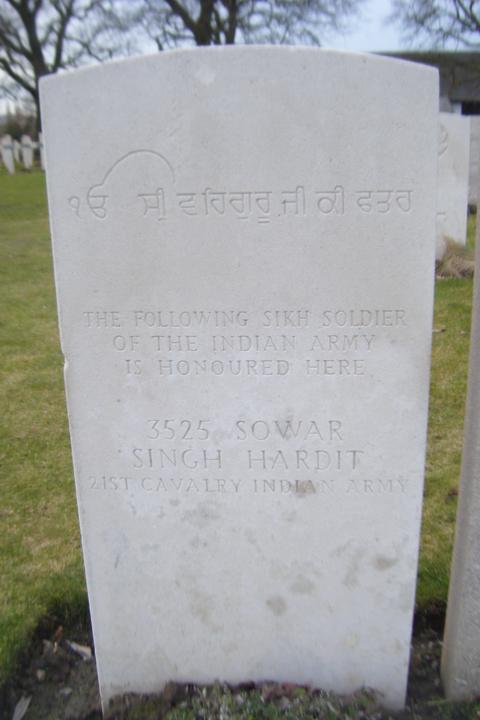 ੴ ਸ੍ਰੀ ਵਹਿਗੁਰੂ ਜੀ ਕੀ ਫਤਹ
THE FOLLOWING SIKH SOLDIER
OF THE INDIAN ARMY
IS HONOURED HERE
3525 SOWAR
SINGH HARDIT
21ST CAVALRY INDIAN ARMY